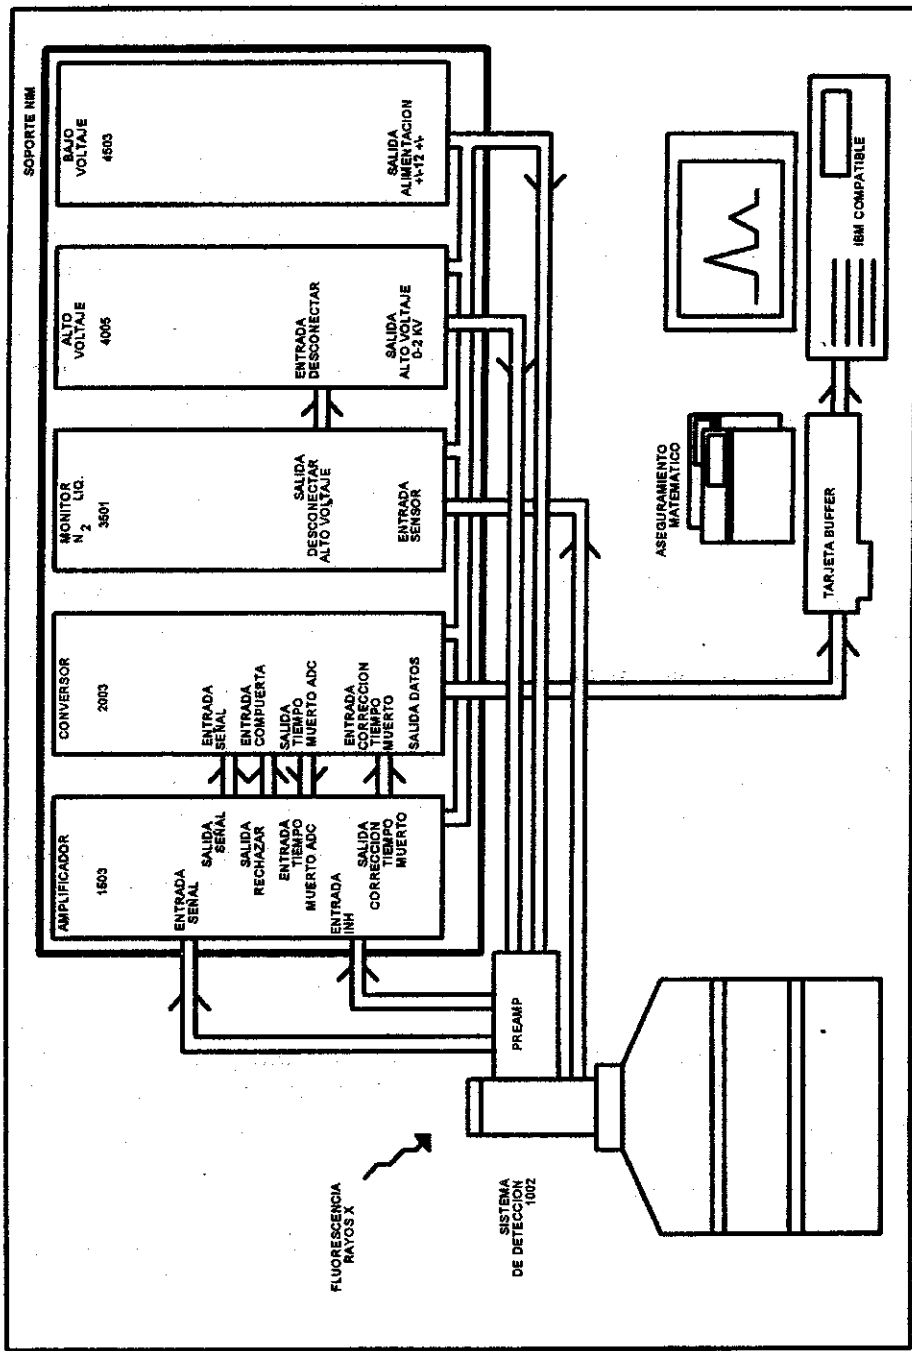 SOPORTE NIM
AMPLIFICADOR
1503
ENTRADA
SEÑAL
SALIDA
SEÑAL
SALIDA
RECHAZAR
ENTRADA
TIEMPO
MUERTO ADC
ENTRADA
INH
SALIDA
CORRECCION
TIEMPO
MUERTO
CONVERSOR
2003
ENTRADA
SEÑAL
ENTRADA
COMPUERTA
SALIDA
TIEMPO
MUERTO ADC
ENTRADA
CORRECCION
TIEMPO
MUERTO
SALIDA DATOS
MONITOR
N2 LIQ.
3501
SALIDA
DESCONECTAR
ALTO VOLTAJE
ENTRADA
SENSOR
ALTO
VOLTAJE
4005
ENTRADA
DESCONECTAR
SALIDA
ALTO VOLTAJE
0-2 KV
BAJO
VOLTAJE
4503
SALIDA
ALIMENTACION
+\-12 +\-
FLUORESCENCIA
RAYOS X
PREAMP
SISTEMA
DE DETECCION
1002
ASEGURAMIENTO
MATEMATICO
TARJETA BUFFER
IBM COMPATIBLE